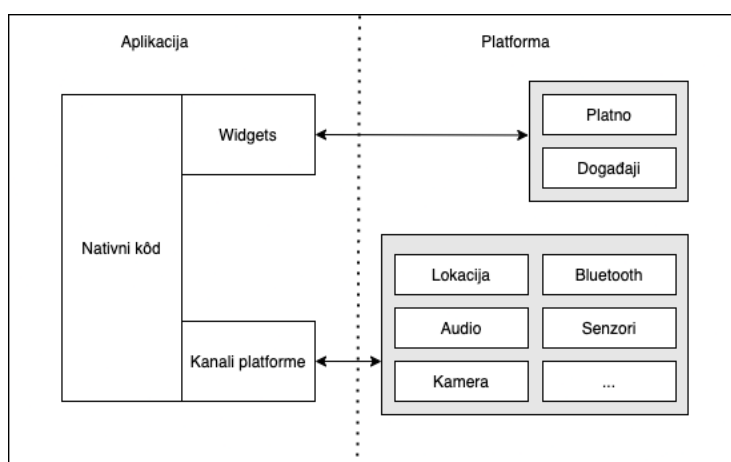 Aplikacija
Platforma
Nativni kôd
Widgets
Kanali platforme
Platno
Događaji
Lokacija
Bluetooth
Audio
Senzori
Kamera
...